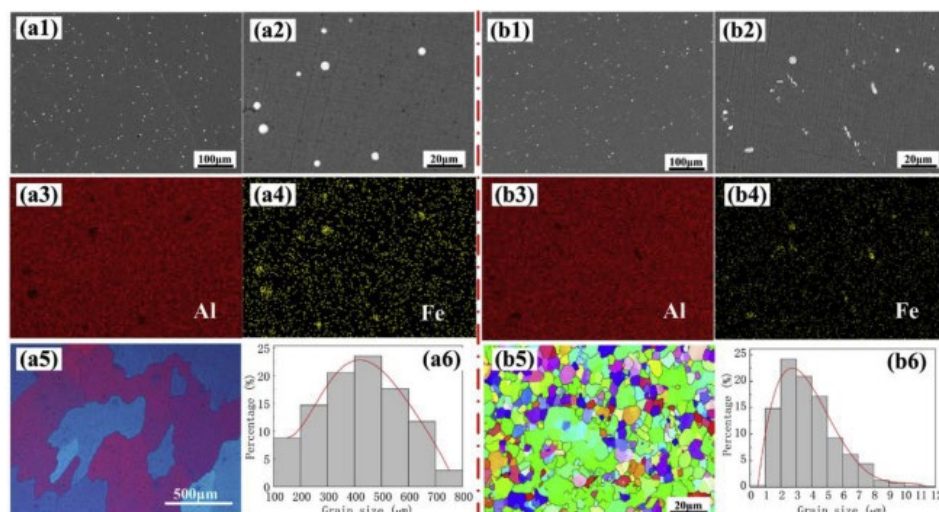 (a1)
(a2)
(b1)
(b2)
100μm
20μm
100μm
20μm
(a3)
(a4)
(b3)
(b4)
Al
Fe
Al
Fe
(a5)
500μm
25
20
15
10
5
0
Percentage (%)
(a6)
100 200 300 400 500 600 700 800
Grain size (μm)
(b5)
20μm
25
20
15
10
5
0
Percentage (%)
(b6)
0 1 2 3 4 5 6 7 8 9 10 11 12
Grain size (μm)